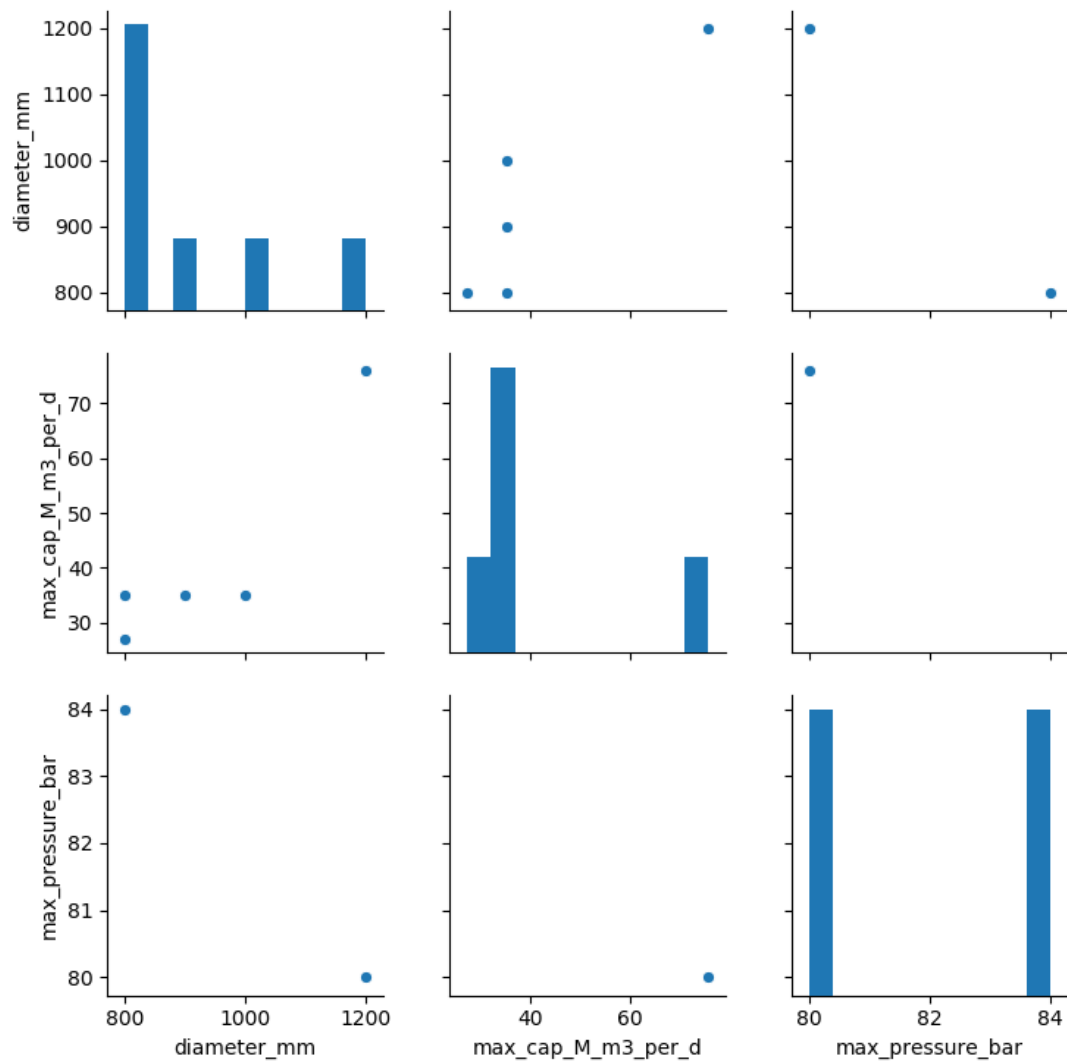 1200
1100
1000
900
800
diameter_mm
70
60
50
40
30
max_cap_M_m3_per_d
84
83
82
81
80
max_pressure_bar
800 1000 1200
40 60
80 82 84
diameter_mm
max_cap_M_m3_per_d
max_pressure_bar